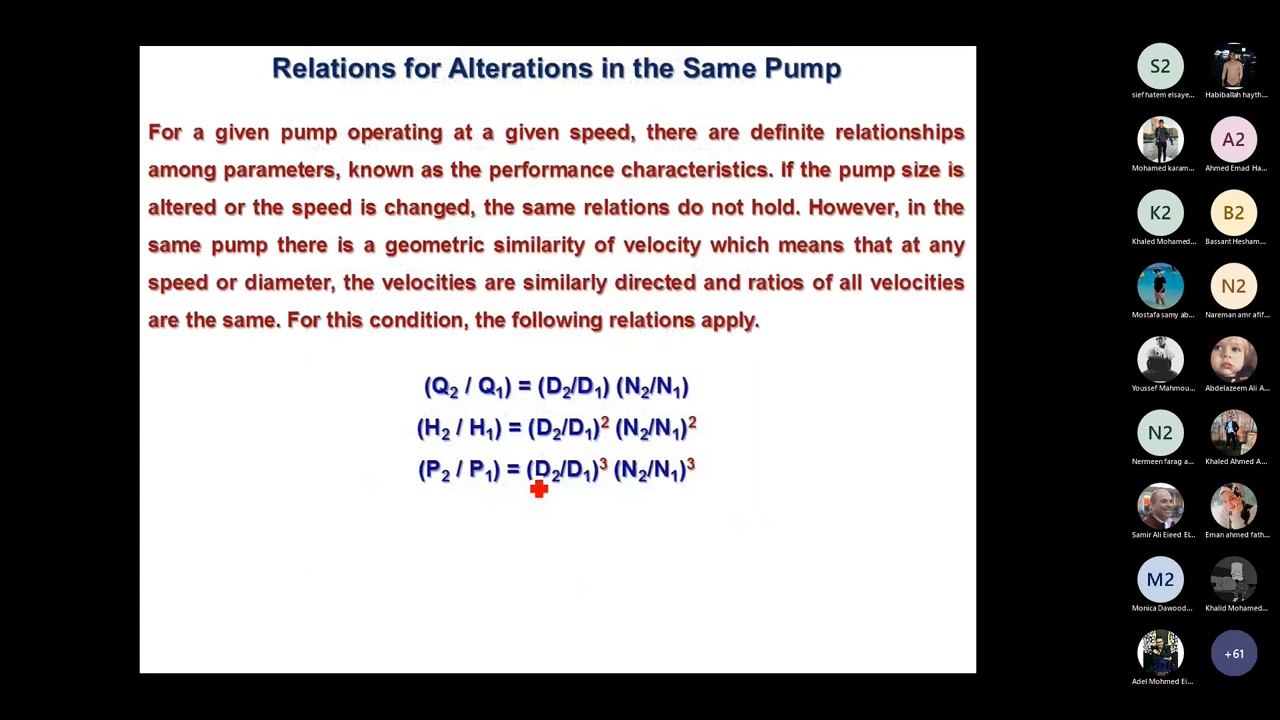 Relations for Alterations in the Same Pump
For a given pump operating at a given speed, there are definite relationships
among parameters, known as the performance characteristics. If the pump size is
altered or the speed is changed, the same relations do not hold. However, in the
same pump there is a geometric similarity of velocity which means that at any
speed or diameter, the velocities are similarly directed and ratios of all velocities
are the same. For this condition, the following relations apply.
(Q₂ / Q₁) = (D₂/D₁) (N₂/N₁)
(H₂ / H₁) = (D₂/D₁)² (N₂/N₁)²
(P₂ / P₁) = (D₂/D₁)³ (N₂/N₁)³
S2
sief hatem elsaye...
Habiballah hayth...
Mohamed karam...
A2
Ahmed Emad Ha...
K2
Khaled Mohamed...
B2
Bassant Hesham...
Mostafa samy ab...
N2
Nareman amr afif...
Youssef Mahmou...
Abdelazeem Ali A...
N2
Nermeen farag a...
Khaled Ahmed A...
Samir Ali Eieed El...
Eman ahmed fath...
M2
Monica Dawood...
Khalid Mohamed...
Adel Mohmed Ei...
+61